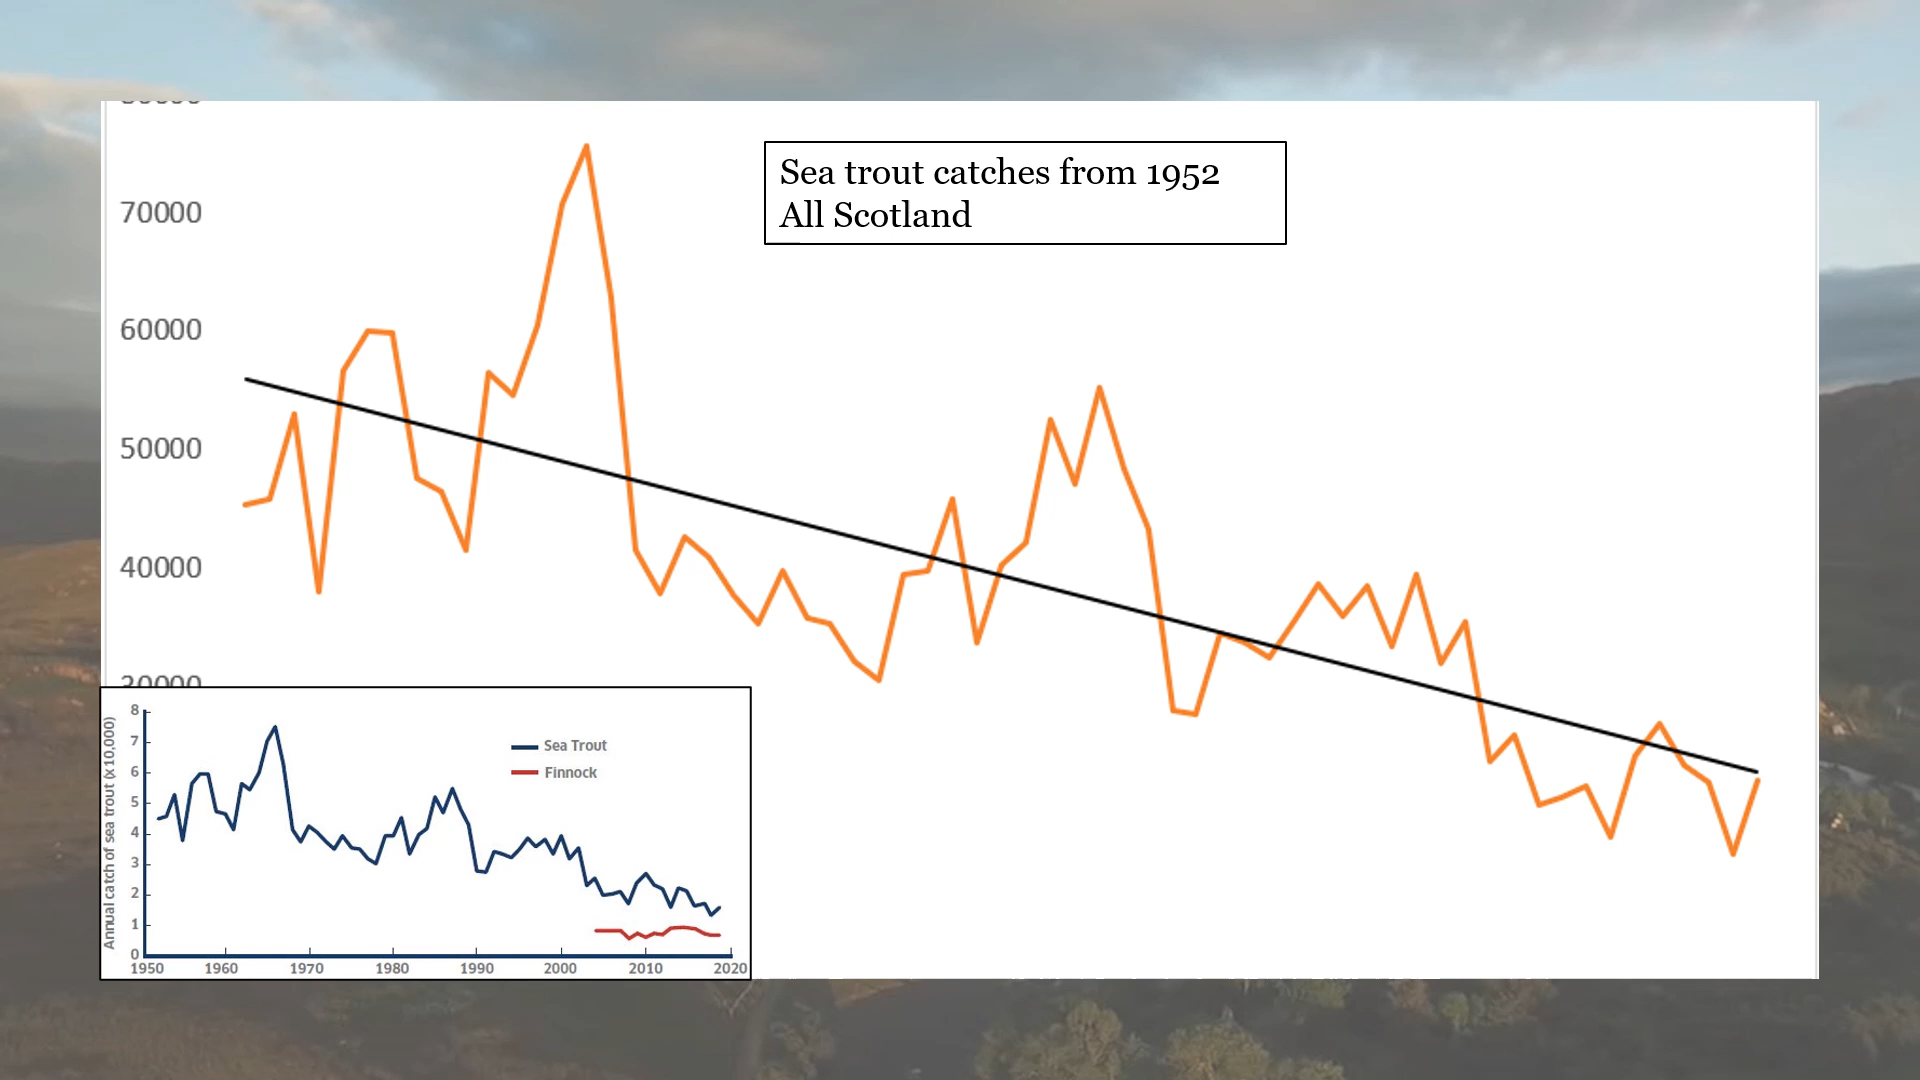 70000
60000
50000
40000
30000
Sea trout catches from 1952
All Scotland
Annual catch of sea trout (x10,000)
8
7
6
5
4
3
2
1
0
1950 1960 1970 1980 1990 2000 2010 2020
Sea Trout
Finnock